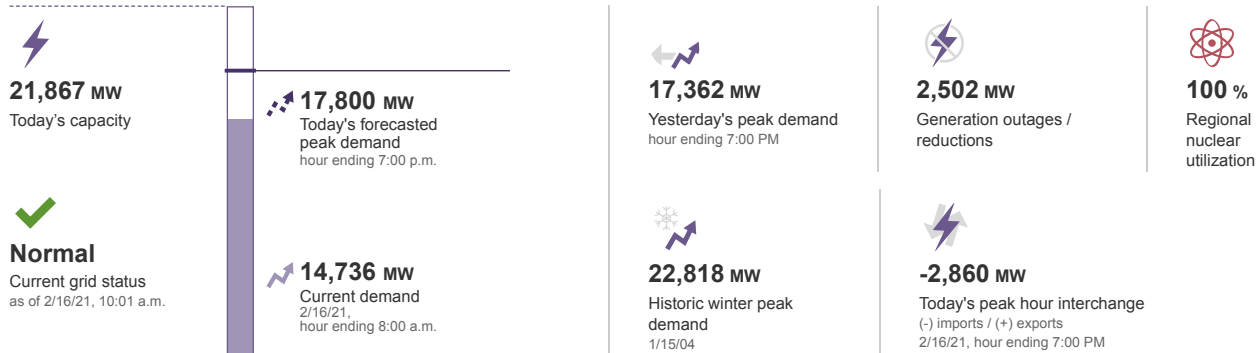 21,867 MW
Today's capacity
Normal
Current grid status
as of 2/16/21, 10:01 a.m.
17,800 MW
Today's forecasted
peak demand
hour ending 7:00 p.m.
14,736 MW
Current demand
2/16/21,
hour ending 8:00 a.m.
17,362 MW
Yesterday's peak demand
hour ending 7:00 PM
2,502 MW
Generation outages /
reductions
100 %
Regional
nuclear
utilization
22,818 MW
Historic winter peak
demand
1/15/04
-2,860 MW
Today's peak hour interchange
(-) imports / (+) exports
2/16/21, hour ending 7:00 PM